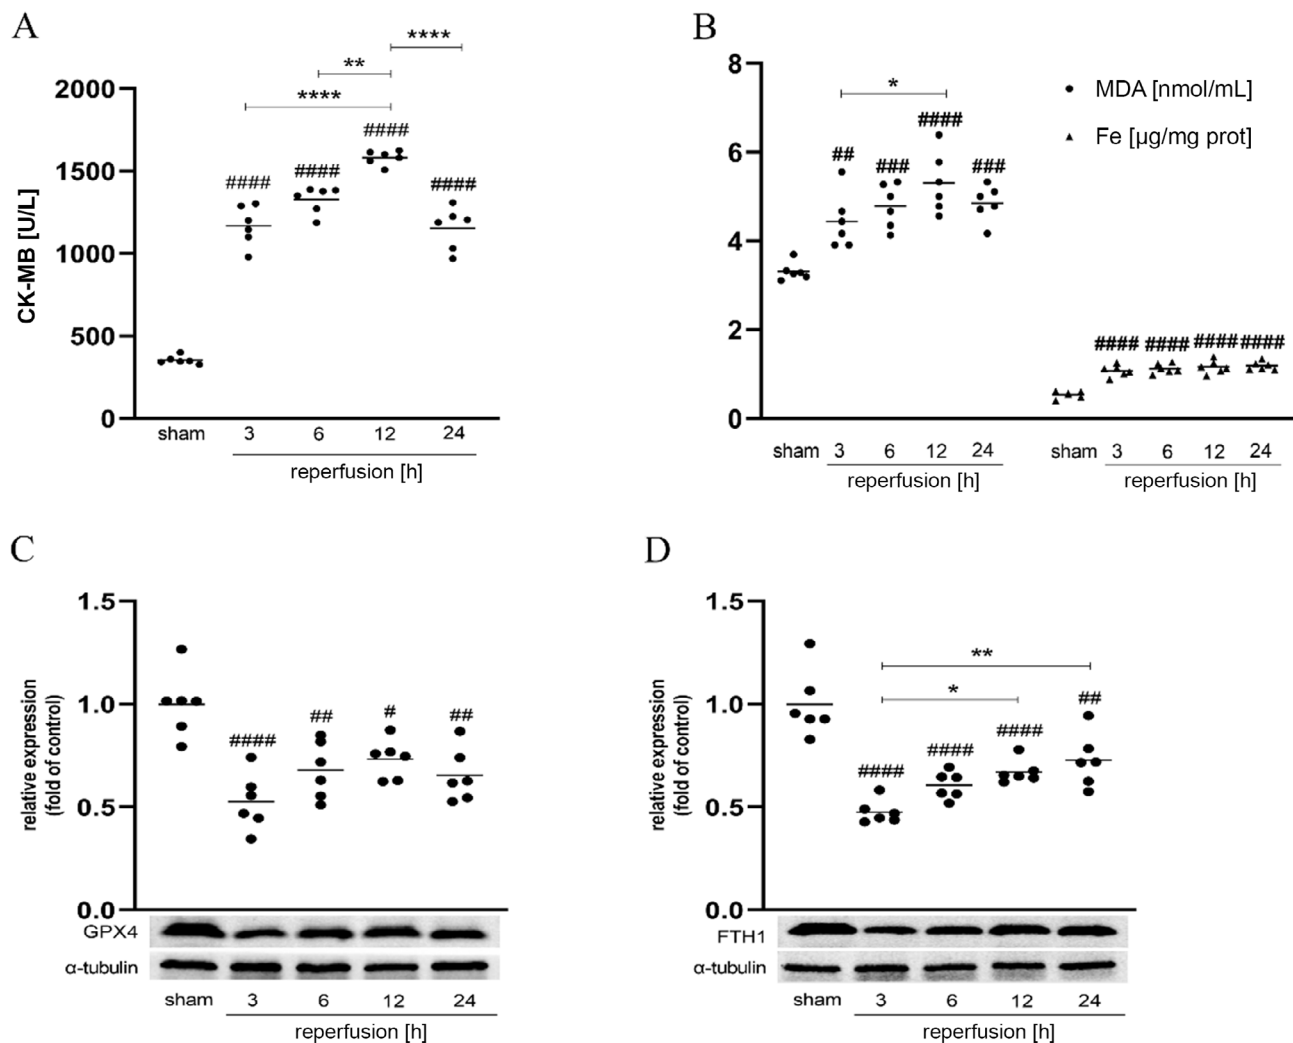 A
****
**
****
####
####
####
####
CK-MB [U/L]
2000
1500
1000
500
0
sham 3 6 12 24
reperfusion [h]
B
8
6
4
2
0
*
MDA [nmol/mL]
Fe [µg/mg prot]
## ### #### ###
#### #### #### ####
sham 3 6 12 24 sham 3 6 12 24
reperfusion [h] reperfusion [h]
C
relative expression
(fold of control)
1.5
1.0
0.5
0.0
#### ## # ##
GPX4
α-tubulin
sham 3 6 12 24
reperfusion [h]
D
relative expression
(fold of control)
1.5
1.0
0.5
0.0
**
*
#### #### #### ##
FTH1
α-tubulin
sham 3 6 12 24
reperfusion [h]